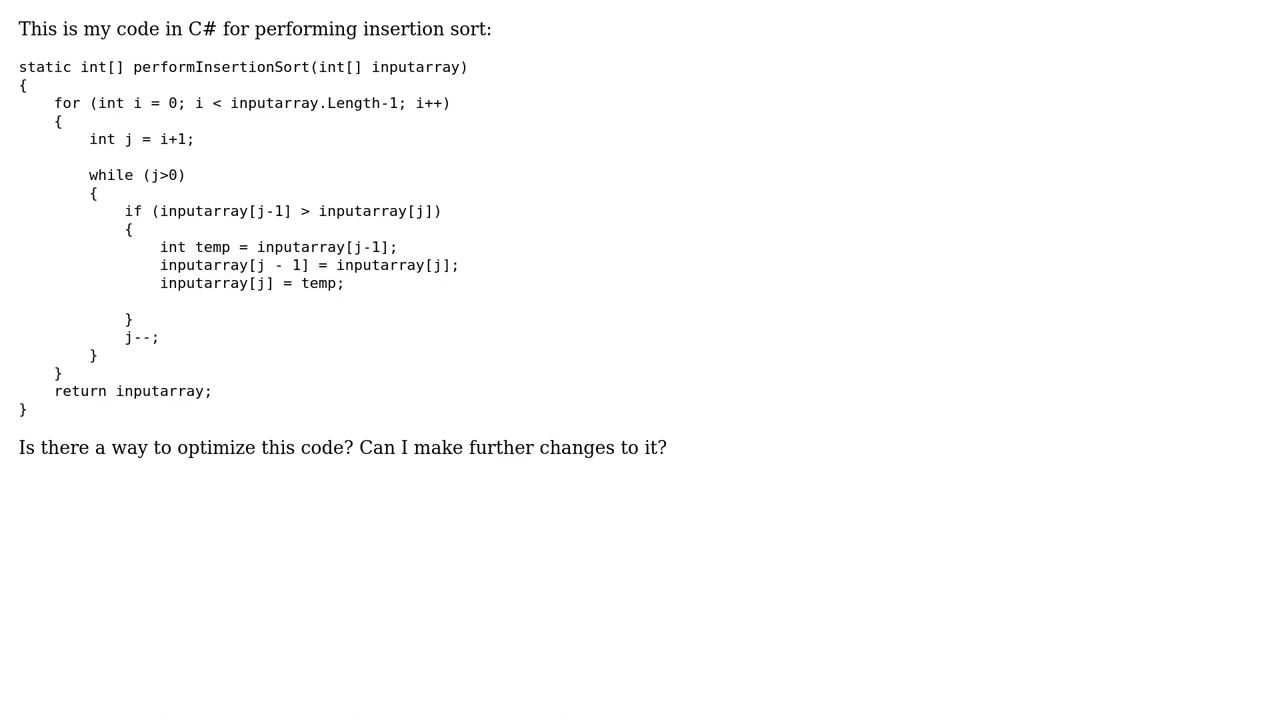 This is my code in C# for performing insertion sort:
static int[] performInsertionSort(int[] inputarray)
{
    for (int i = 0; i < inputarray.Length-1; i++)
    {
        int j = i+1;

        while (j>0)
        {
            if (inputarray[j-1] > inputarray[j])
            {
                int temp = inputarray[j-1];
                inputarray[j - 1] = inputarray[j];
                inputarray[j] = temp;

            }
            j--;
        }
    }
    return inputarray;
}
Is there a way to optimize this code? Can I make further changes to it?